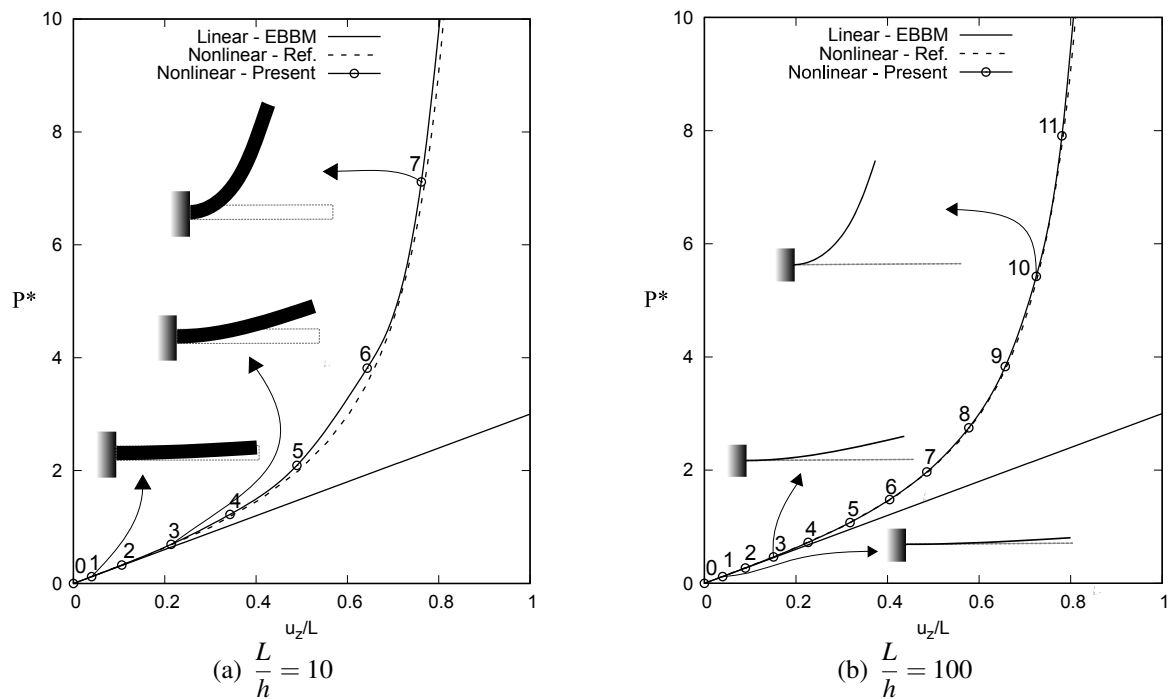 10
Linear - EBBM
Nonlinear - Ref.
Nonlinear - Present
8
7
6
P*
4
6
5
2
4
3
2
0 1
0
0 0.2 0.4 0.6 0.8 1
u_z/L
(a) L/h = 10
10
Linear - EBBM
Nonlinear - Ref.
Nonlinear - Present
8
11
6
10
P*
4
9
8
2
7
6
5
4
3
2
0 1
0
0 0.2 0.4 0.6 0.8 1
u_z/L
(b) L/h = 100